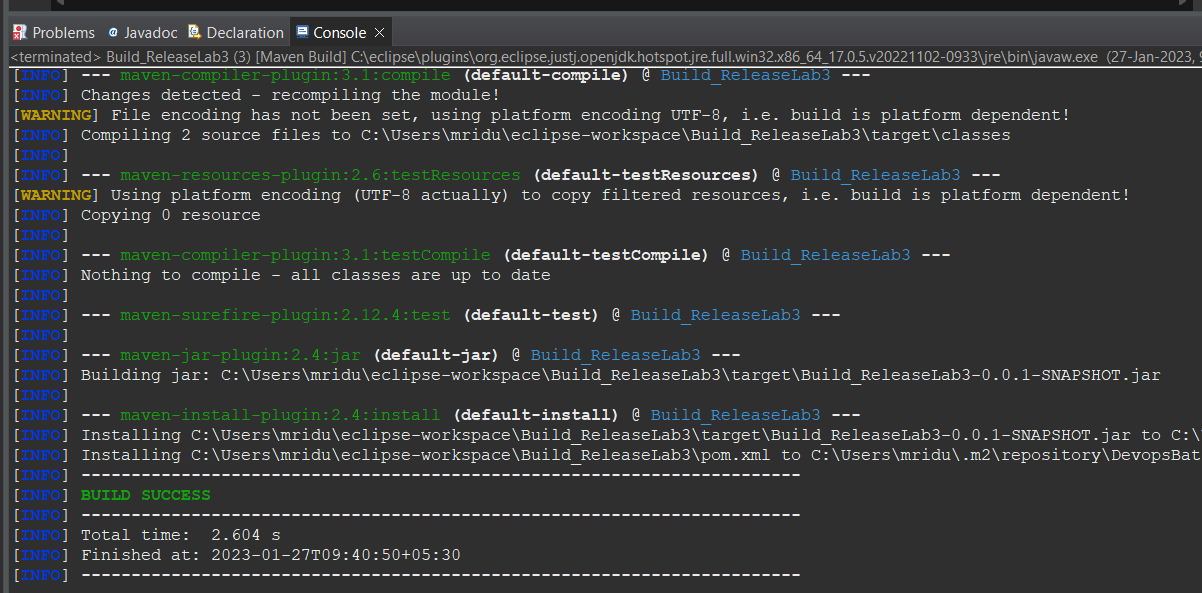 Problems @ Javadoc Declaration Console
<terminated> Build_ReleaseLab3 (3) [Maven Build] C:\eclipse\plugins\org.eclipse.justj.openjdk.hotspot.jre.full.win32.x86_64_17.0.5.v20221102-0933\jre\bin\javaw.exe (27-Jan-2023,
[INFO] --- maven-compiler-plugin:3.1:compile (default-compile) @ Build_ReleaseLab3 ---
[INFO] Changes detected - recompiling the module!
[WARNING] File encoding has not been set, using platform encoding UTF-8, i.e. build is platform dependent!
[INFO] Compiling 2 source files to C:\Users\mridu\eclipse-workspace\Build_ReleaseLab3\target\classes
[INFO]
[INFO] --- maven-resources-plugin:2.6:testResources (default-testResources) @ Build_ReleaseLab3 ---
[WARNING] Using platform encoding (UTF-8 actually) to copy filtered resources, i.e. build is platform dependent!
[INFO] Copying 0 resource
[INFO]
[INFO] --- maven-compiler-plugin:3.1:testCompile (default-testCompile) @ Build_ReleaseLab3 ---
[INFO] Nothing to compile - all classes are up to date
[INFO]
[INFO] --- maven-surefire-plugin:2.12.4:test (default-test) @ Build_ReleaseLab3 ---
[INFO]
[INFO] --- maven-jar-plugin:2.4:jar (default-jar) @ Build_ReleaseLab3 ---
[INFO] Building jar: C:\Users\mridu\eclipse-workspace\Build_ReleaseLab3\target\Build_ReleaseLab3-0.0.1-SNAPSHOT.jar
[INFO]
[INFO] --- maven-install-plugin:2.4:install (default-install) @ Build_ReleaseLab3 ---
[INFO] Installing C:\Users\mridu\eclipse-workspace\Build_ReleaseLab3\target\Build_ReleaseLab3-0.0.1-SNAPSHOT.jar to C:\
[INFO] Installing C:\Users\mridu\eclipse-workspace\Build_ReleaseLab3\pom.xml to C:\Users\mridu\.m2\repository\DevopsBat
[INFO] ------------------------------------------------------------------------
[INFO] BUILD SUCCESS
[INFO] ------------------------------------------------------------------------
[INFO] Total time:  2.604 s
[INFO] Finished at: 2023-01-27T09:40:50+05:30
[INFO] ------------------------------------------------------------------------